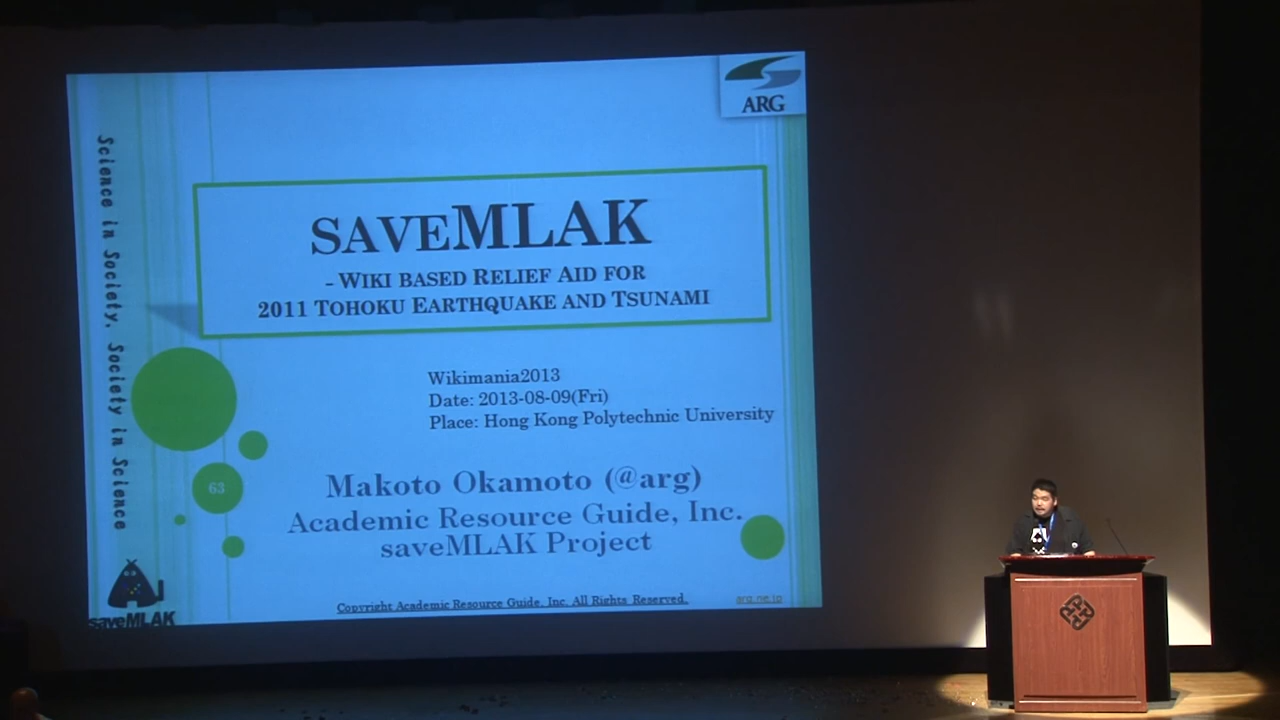 ARG
Science in Society, Society in Science
SAVEMLAK
- WIKI BASED RELIEF AID FOR
2011 TOHOKU EARTHQUAKE AND TSUNAMI
Wikimania2013
Date: 2013-08-09(Fri)
Place: Hong Kong Polytechnic University
63
Makoto Okamoto (@arg)
Academic Resource Guide, Inc.
saveMLAK Project
saveMLAK
Copyright Academic Resource Guide, Inc. All Rights Reserved.
arg.ne.jp